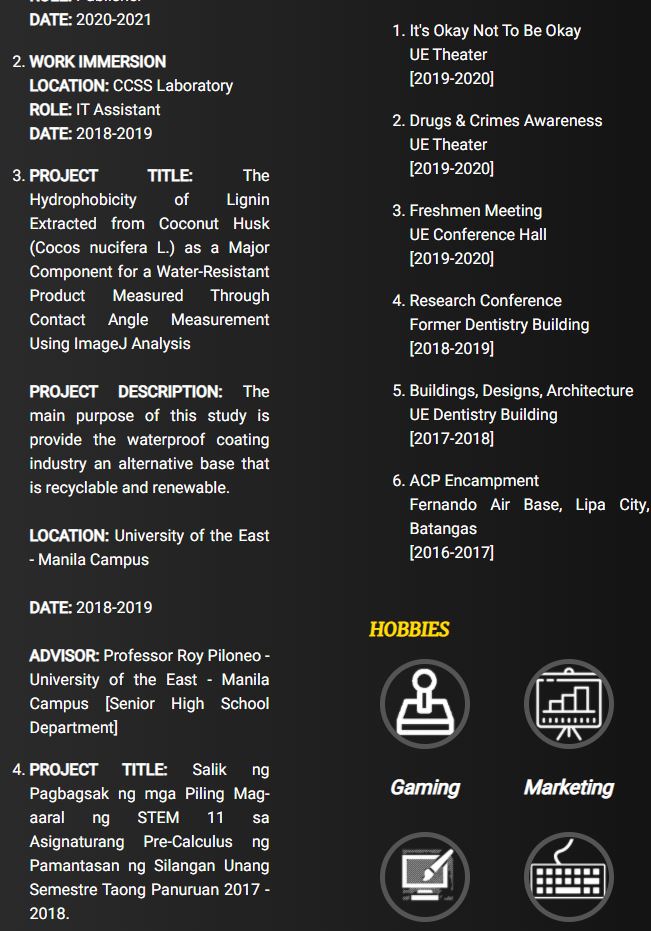 DATE: 2020-2021
2. WORK IMMERSION
LOCATION: CCSS Laboratory
ROLE: IT Assistant
DATE: 2018-2019
3. PROJECT TITLE: The
Hydrophobicity of Lignin
Extracted from Coconut Husk
(Cocos nucifera L.) as a Major
Component for a Water-Resistant
Product Measured Through
Contact Angle Measurement
Using ImageJ Analysis
PROJECT DESCRIPTION: The
main purpose of this study is
provide the waterproof coating
industry an alternative base that
is recyclable and renewable.
LOCATION: University of the East
- Manila Campus
DATE: 2018-2019
ADVISOR: Professor Roy Piloneo -
University of the East - Manila
Campus [Senior High School
Department]
4. PROJECT TITLE: Salik ng
Pagbagsak ng mga Piling Mag-
aaral ng STEM 11 sa
Asignaturang Pre-Calculus ng
Pamantasan ng Silangan Unang
Semestre Taong Panuruan 2017 -
2018.
1. It's Okay Not To Be Okay
UE Theater
[2019-2020]
2. Drugs & Crimes Awareness
UE Theater
[2019-2020]
3. Freshmen Meeting
UE Conference Hall
[2019-2020]
4. Research Conference
Former Dentistry Building
[2018-2019]
5. Buildings, Designs, Architecture
UE Dentistry Building
[2017-2018]
6. ACP Encampment
Fernando Air Base, Lipa City,
Batangas
[2016-2017]
HOBBIES
Gaming
Marketing